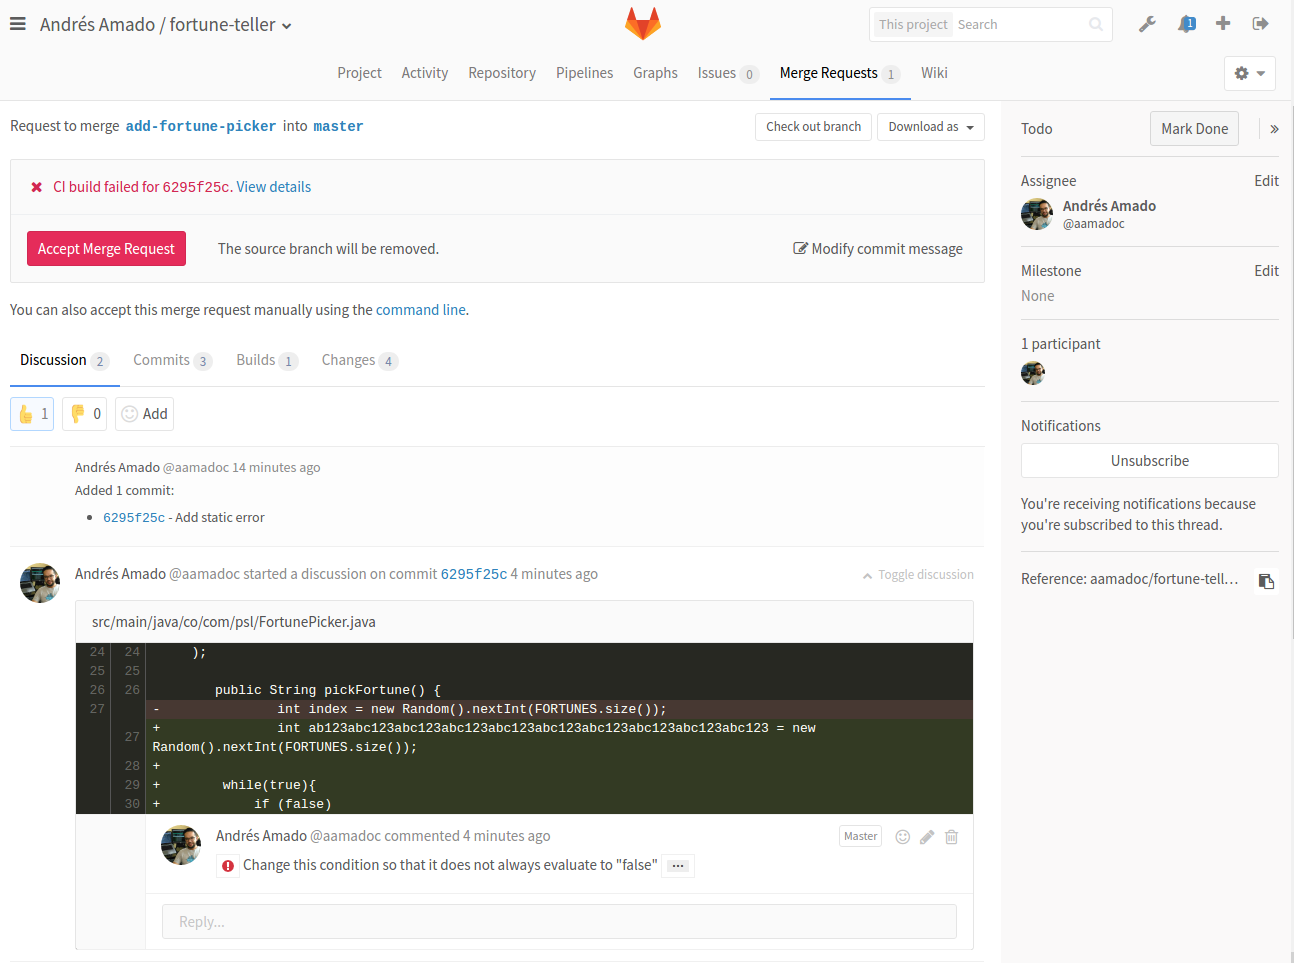 Andrés Amado / fortune-teller
This project Search
1
Project Activity Repository Pipelines Graphs Issues 0 Merge Requests 1 Wiki
Request to merge add-fortune-picker into master
Check out branch
Download as
CI build failed for 6295f25c. View details
Accept Merge Request
The source branch will be removed.
Modify commit message
You can also accept this merge request manually using the command line.
Discussion 2 Commits 3 Builds 1 Changes 4
1 0 Add
Andrés Amado @aamadoc 14 minutes ago
Added 1 commit:
6295f25c - Add static error
Andrés Amado @aamadoc started a discussion on commit 6295f25c 4 minutes ago
Toggle discussion
src/main/java/co/com/psl/FortunePicker.java
24 24 );
25 25
26 26 public String pickFortune() {
27 - int index = new Random().nextInt(FORTUNES.size());
27 + int ab123abc123abc123abc123abc123abc123abc123abc123abc123abc123 = new
Random().nextInt(FORTUNES.size());
28 +
29 + while(true){
30 + if (false)
Andrés Amado @aamadoc commented 4 minutes ago
Master
Change this condition so that it does not always evaluate to "false" ...
Reply...
Todo
Mark Done
»
Assignee Edit
Andrés Amado
@aamadoc
Milestone Edit
None
1 participant
Notifications
Unsubscribe
You're receiving notifications because
you're subscribed to this thread.
Reference: aamadoc/fortune-tell...